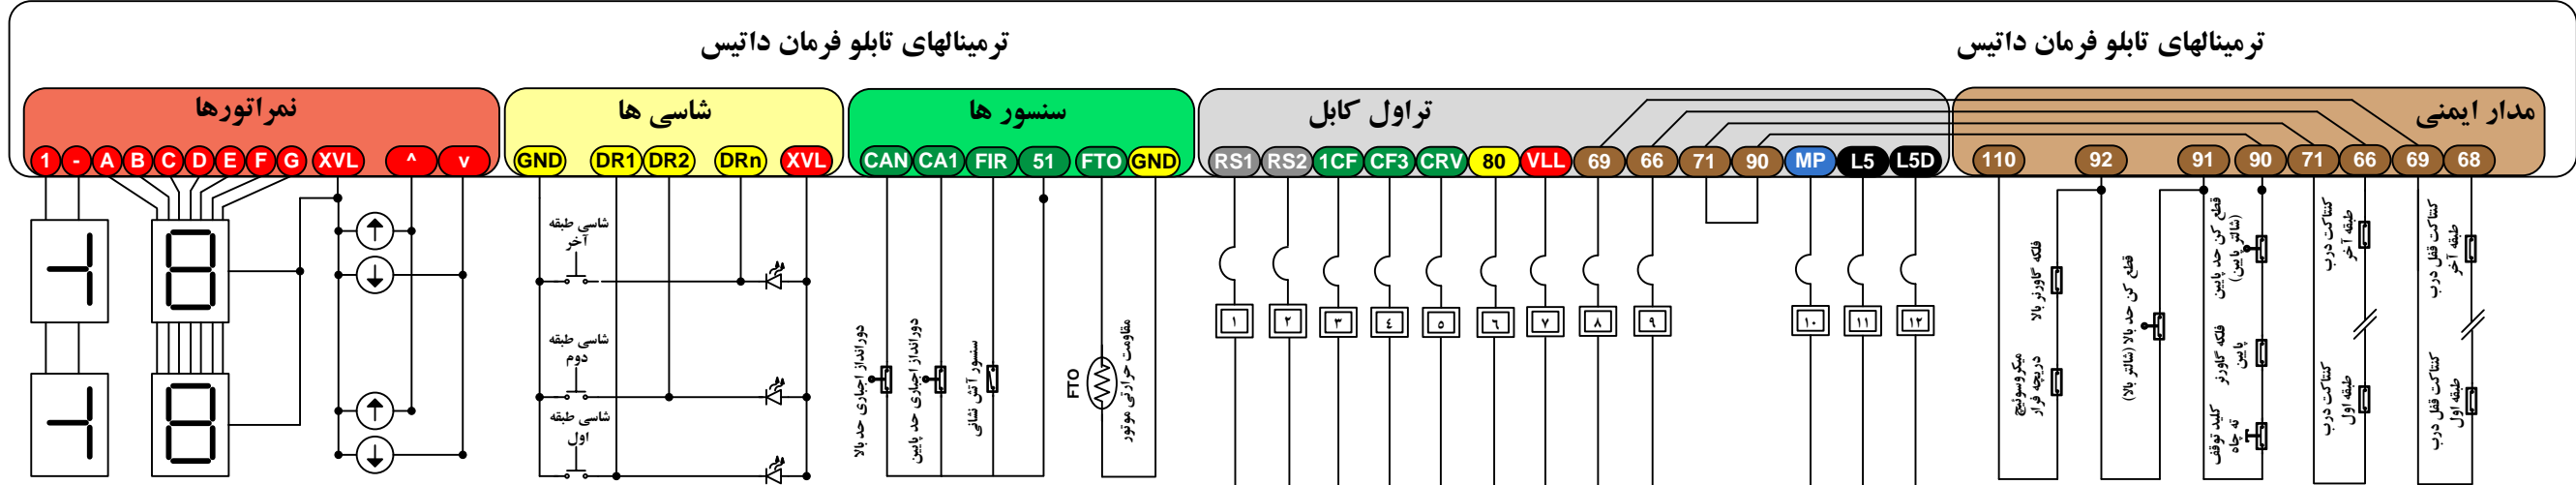 ترمینالهای تابلو فرمان داتیس
ترمینالهای تابلو فرمان داتیس
نمراتورها
شاسی ها
سنسور ها
تراول کابل
مدار ایمنی
1 - A B C D E F G XVL ^ v
GND DR1 DR2 DRn XVL
CAN CA1 FIR 51 FTO GND
RS1 RS2 1CF CF3 CRV 80 VLL 69 66 71 90 MP L5 L5D
110 92 91 90 71 66 69 68
شاسی طبقه
آخر
شاسی طبقه
دوم
شاسی طبقه
اول
دورانداز اجباری حد بالا
دورانداز اجباری حد پایین
سنسور آتش نشانی
FTO
مقاومت حرارتی موتور
۱
۲
۳
٤
٥
٦
۷
۸
۹
۱۰
۱۱
۱۲
فلکه گاورنر بالا
میکروسوئیچ
دریچه فرار
قطع کن حد بالا (شالتر بالا)
قطع کن حد پایین
(شالتر پایین)
فلکه گاورنر
پایین
کلید توقف
ته چاه
کنتاکت درب
طبقه آخر
کنتاکت درب
طبقه اول
کنتاکت قفل درب
طبقه آخر
کنتاکت قفل درب
طبقه اول